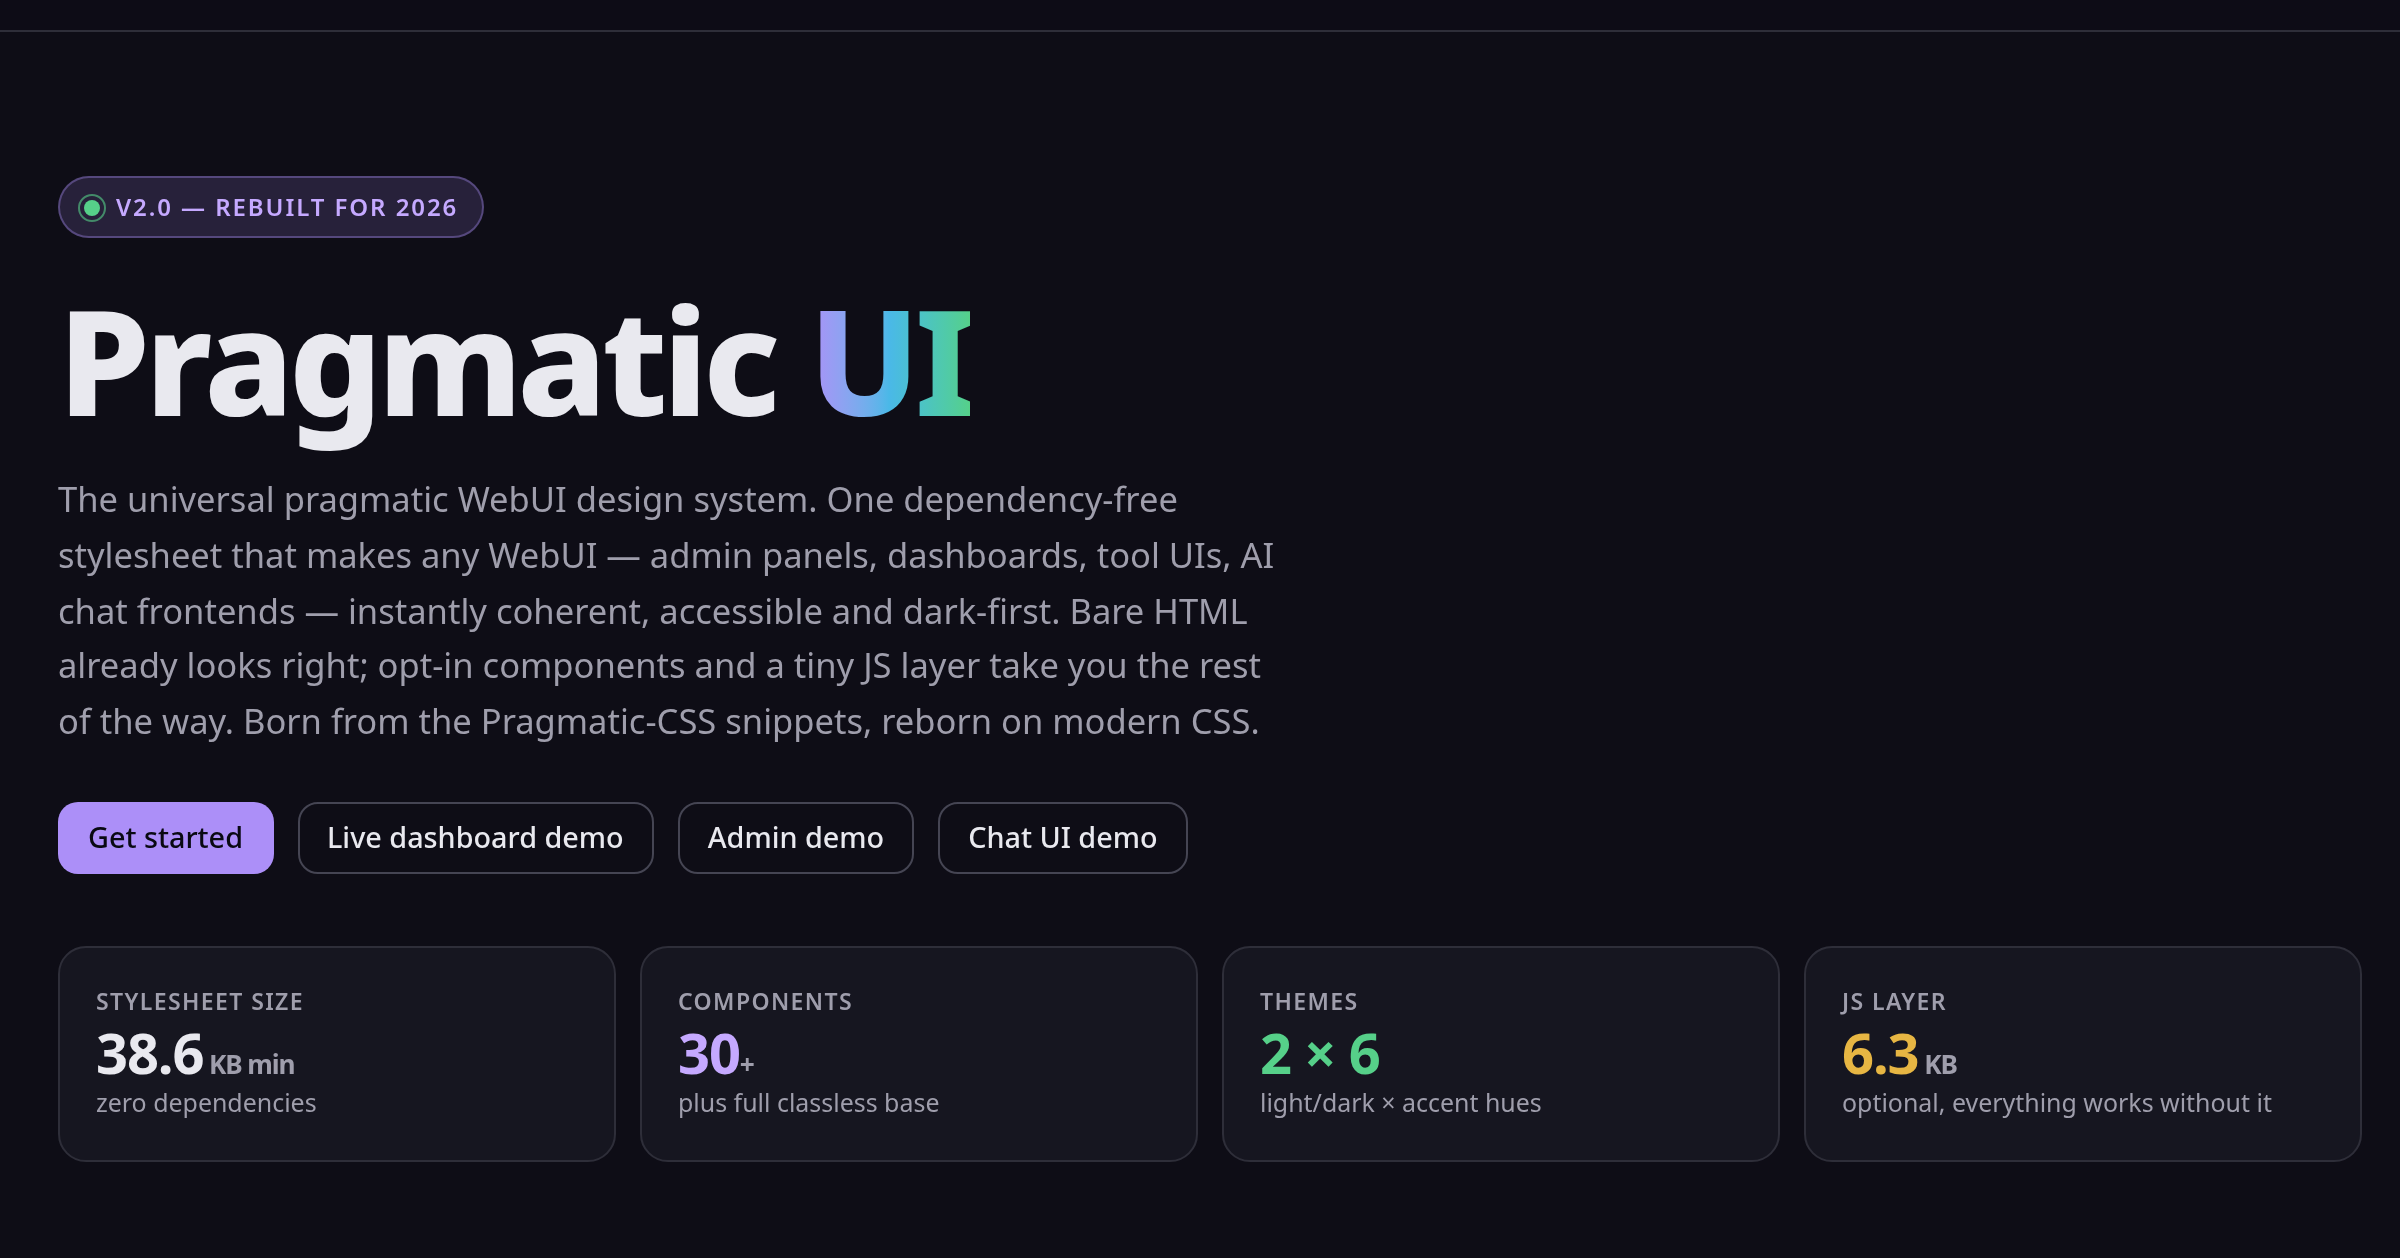 V2.0 — REBUILT FOR 2026
Pragmatic UI
The universal pragmatic WebUI design system. One dependency-free
stylesheet that makes any WebUI — admin panels, dashboards, tool UIs, AI
chat frontends — instantly coherent, accessible and dark-first. Bare HTML
already looks right; opt-in components and a tiny JS layer take you the rest
of the way. Born from the Pragmatic-CSS snippets, reborn on modern CSS.
Get started
Live dashboard demo
Admin demo
Chat UI demo
STYLESHEET SIZE
38.6 KB min
zero dependencies
COMPONENTS
30+
plus full classless base
THEMES
2 × 6
light/dark × accent hues
JS LAYER
6.3 KB
optional, everything works without it